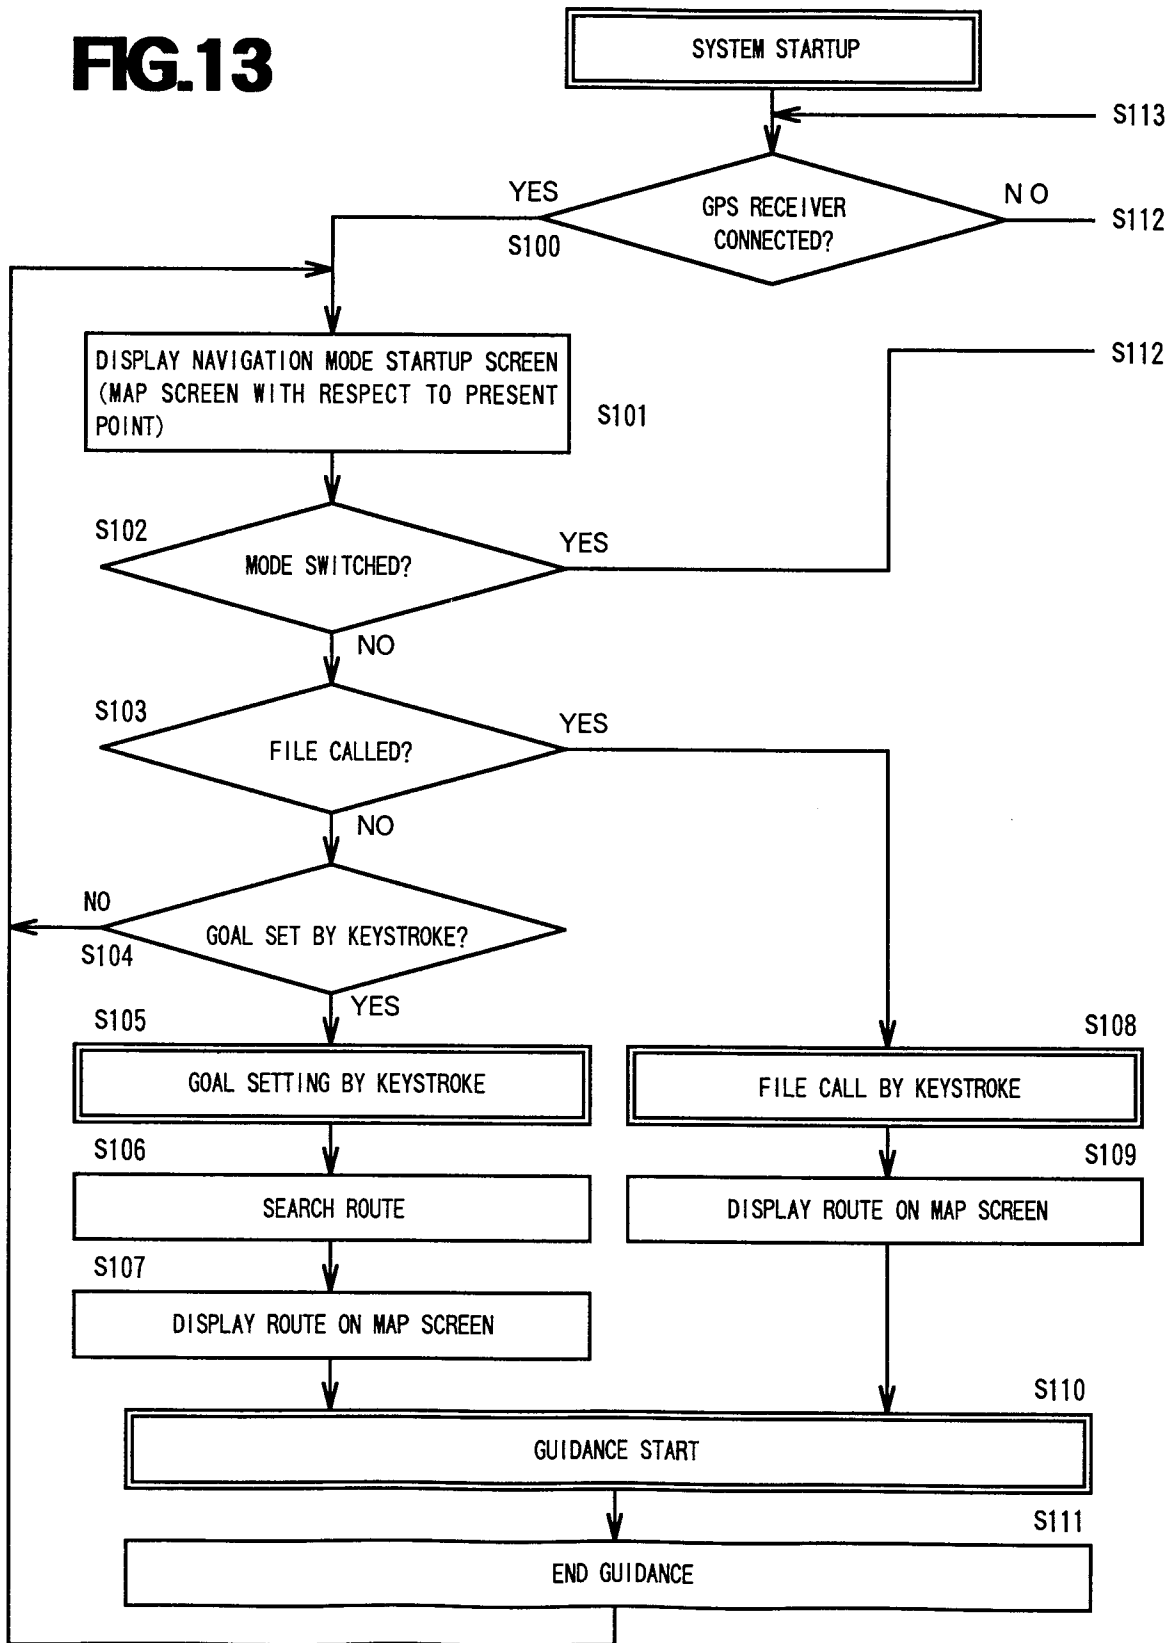 FIG.13
SYSTEM STARTUP
S113
YES
GPS RECEIVER
CONNECTED?
NO
S100
S112
DISPLAY NAVIGATION MODE STARTUP SCREEN
(MAP SCREEN WITH RESPECT TO PRESENT
POINT)
S101
S112
S102
MODE SWITCHED?
YES
NO
S103
FILE CALLED?
YES
NO
NO
S104
GOAL SET BY KEYSTROKE?
YES
S105
GOAL SETTING BY KEYSTROKE
S108
FILE CALL BY KEYSTROKE
S106
SEARCH ROUTE
S109
DISPLAY ROUTE ON MAP SCREEN
S107
DISPLAY ROUTE ON MAP SCREEN
S110
GUIDANCE START
S111
END GUIDANCE